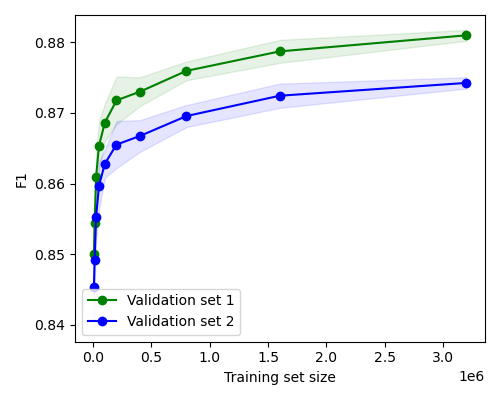 F1
0.88
0.87
0.86
0.85
0.84
Validation set 1
Validation set 2
0.0 0.5 1.0 1.5 2.0 2.5 3.0
1e6
Training set size